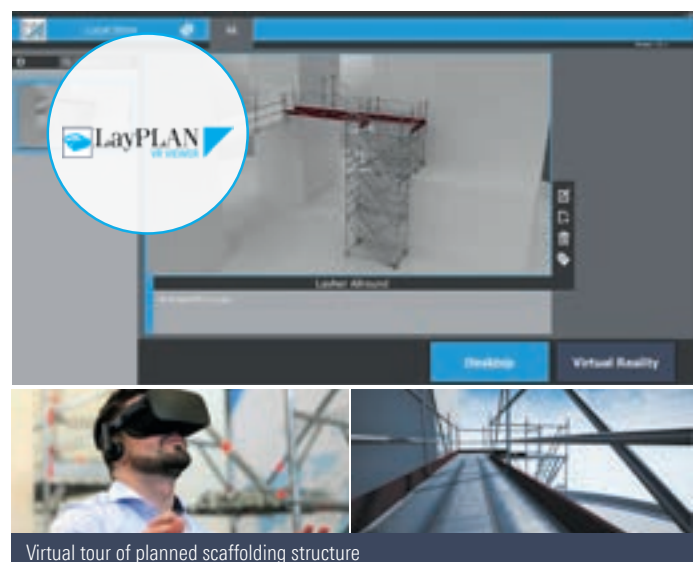 LayPLAN
VR VIEWER
Layher Allround
Desktop
Virtual Reality
Virtual tour of planned scaffolding structure